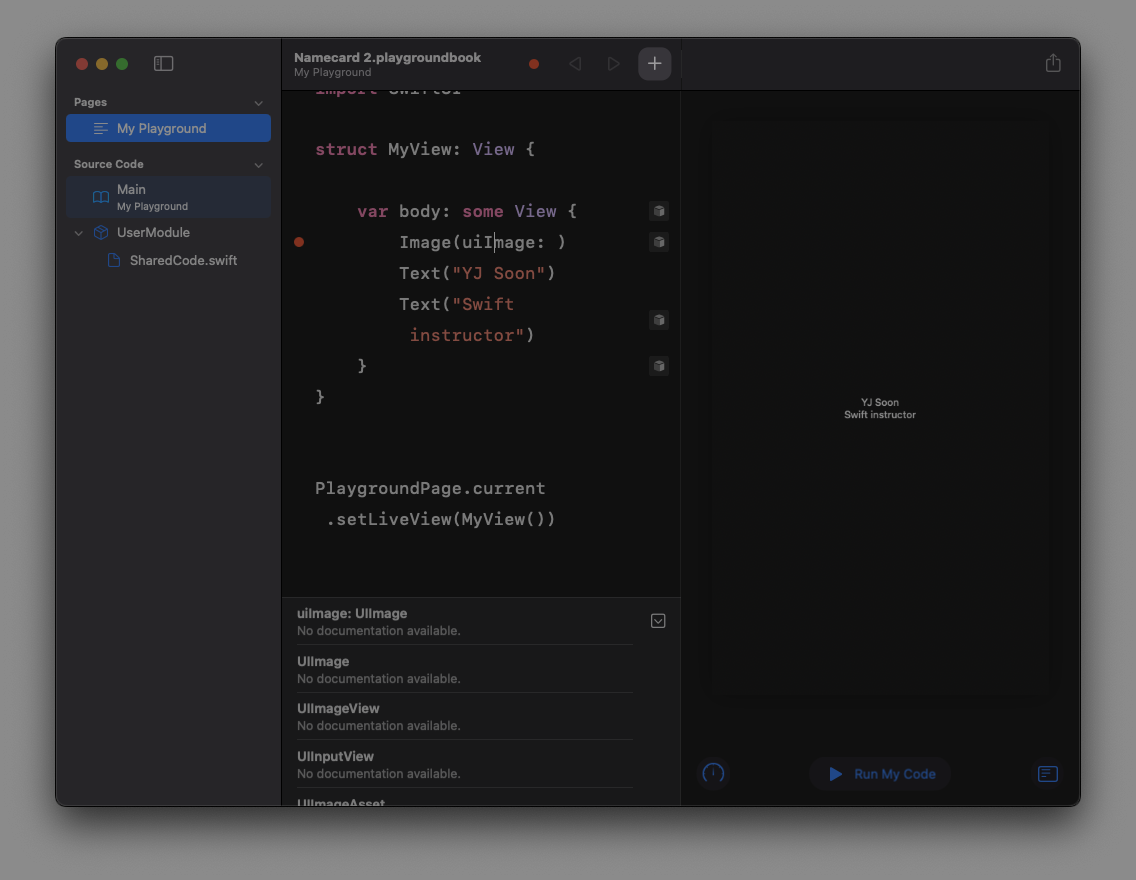 Namecard 2.playgroundbook
My Playground
Pages
My Playground
Source Code
Main
My Playground
UserModule
SharedCode.swift
import SwiftUI
struct MyView: View {
var body: some View {
Image(uiImage: )
Text("YJ Soon")
Text("Swift
instructor")
}
}
PlaygroundPage.current
.setLiveView(MyView())
uiImage: UIImage
No documentation available.
UIImage
No documentation available.
UIImageView
No documentation available.
UIInputView
No documentation available.
UIImageAsset
YJ Soon
Swift instructor
Run My Code